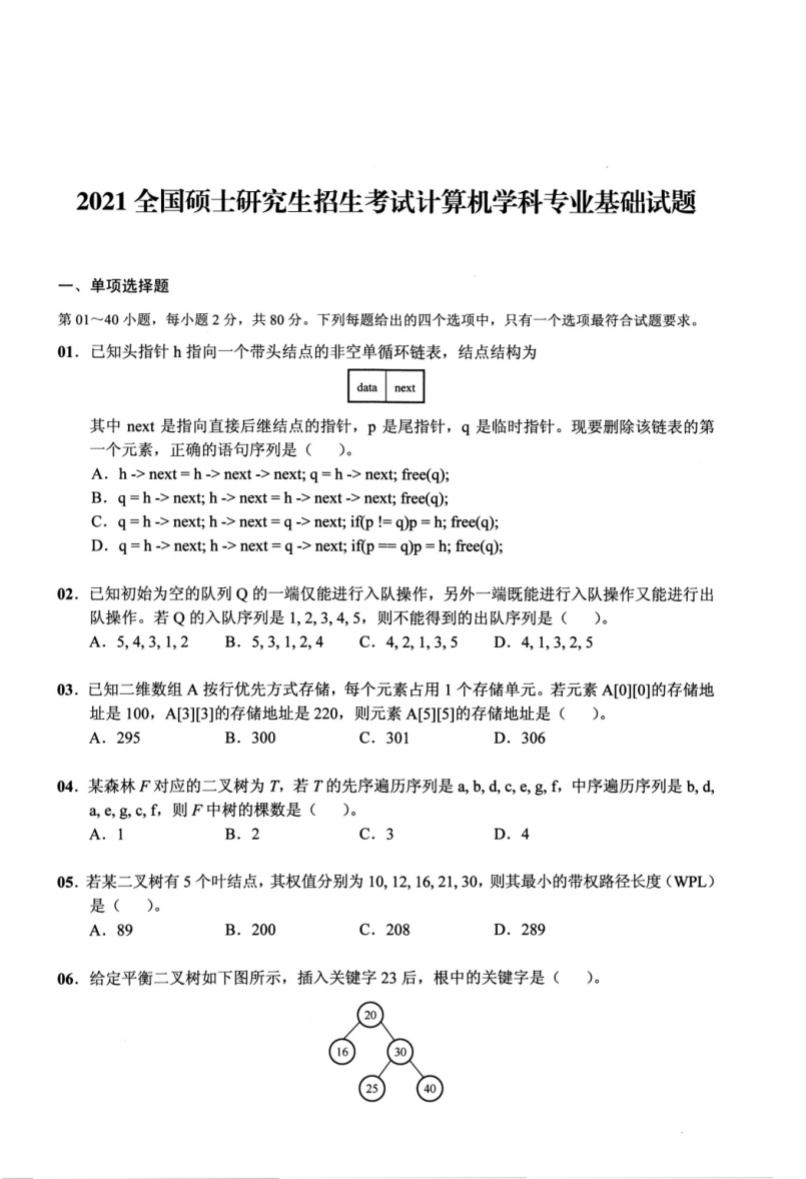 2021 全国硕士研究生招生考试计算机学科专业基础试题
一、单项选择题
第 01～40 小题，每小题 2 分，共 80 分。下列每题给出的四个选项中，只有一个选项最符合试题要求。
01．已知头指针 h 指向一个带头结点的非空单循环链表，结点结构为
data next
其中 next 是指向直接后继结点的指针，p 是尾指针，q 是临时指针。现要删除该链表的第
一个元素，正确的语句序列是（ ）。
A．h -> next = h -> next -> next; q = h -> next; free(q);
B．q = h -> next; h -> next = h -> next -> next; free(q);
C．q = h -> next; h -> next = q -> next; if(p != q)p = h; free(q);
D．q = h -> next; h -> next = q -> next; if(p == q)p = h; free(q);
02．已知初始为空的队列 Q 的一端仅能进行入队操作，另外一端既能进行入队操作又能进行出
队操作。若 Q 的入队序列是 1, 2, 3, 4, 5，则不能得到的出队序列是（ ）。
A．5, 4, 3, 1, 2 B．5, 3, 1, 2, 4 C．4, 2, 1, 3, 5 D．4, 1, 3, 2, 5
03．已知二维数组 A 按行优先方式存储，每个元素占用 1 个存储单元。若元素 A[0][0]的存储地
址是 100，A[3][3]的存储地址是 220，则元素 A[5][5]的存储地址是（ ）。
A．295 B．300 C．301 D．306
04．某森林 F 对应的二叉树为 T，若 T 的先序遍历序列是 a, b, d, c, e, g, f，中序遍历序列是 b, d,
a, e, g, c, f，则 F 中树的棵数是（ ）。
A．1 B．2 C．3 D．4
05．若某二叉树有 5 个叶结点，其权值分别为 10, 12, 16, 21, 30，则其最小的带权路径长度（WPL）
是（ ）。
A．89 B．200 C．208 D．289
06．给定平衡二叉树如下图所示，插入关键字 23 后，根中的关键字是（ ）。
20
16 30
25 40